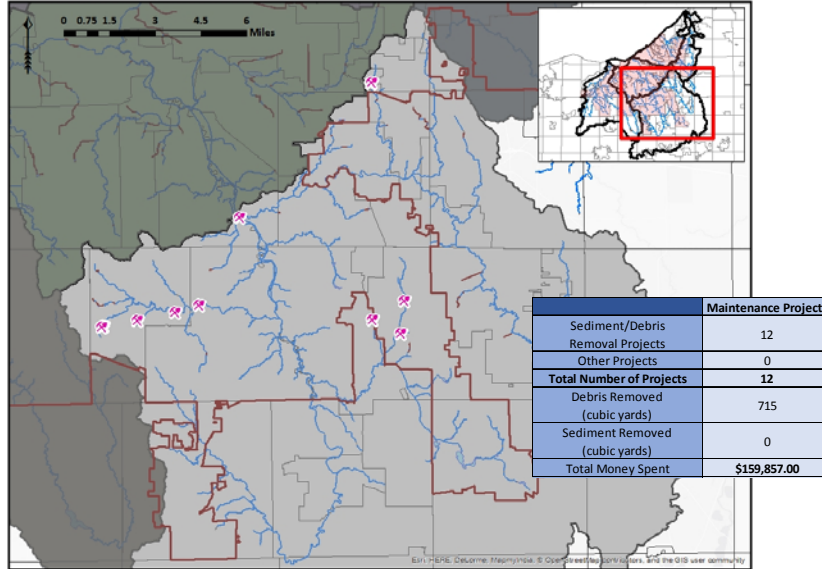 0 0.75 1.5 3 4.5 6
Miles
Maintenance Project
Sediment/Debris
Removal Projects
12
Other Projects
0
Total Number of Projects
12
Debris Removed
(cubic yards)
715
Sediment Removed
(cubic yards)
0
Total Money Spent
$159,857.00
Esri, HERE, DeLorme, MapmyIndia, © OpenStreetMap contributors, and the GIS user community